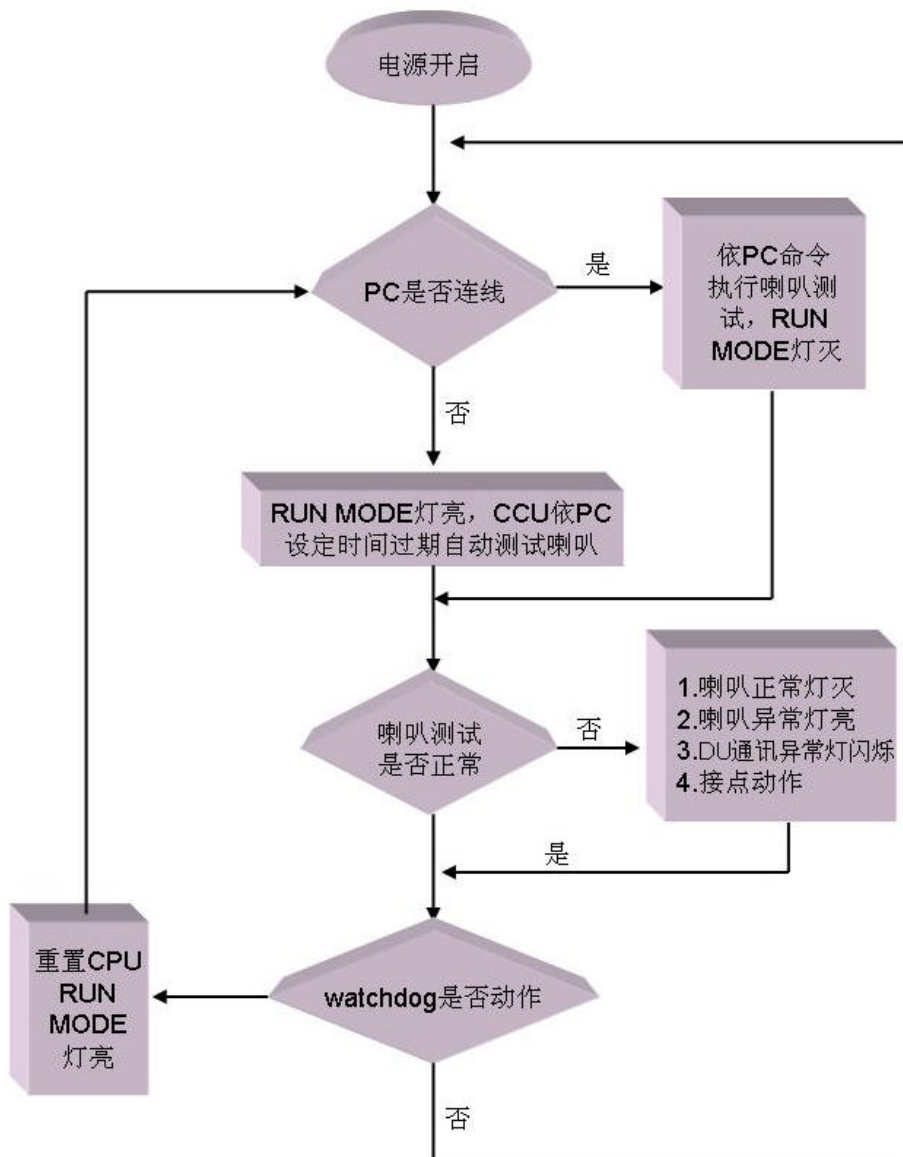 电源开启
PC是否连线
是
依PC命令
执行喇叭测
试，RUN
MODE灯灭
否
RUN MODE灯亮，CCU依PC
设定时间过期自动测试喇叭
喇叭测试
是否正常
否
1.喇叭正常灯灭
2.喇叭异常灯亮
3.DU通讯异常灯闪烁
4.接点动作
是
watchdog是否动作
重置CPU
RUN
MODE
灯亮
否